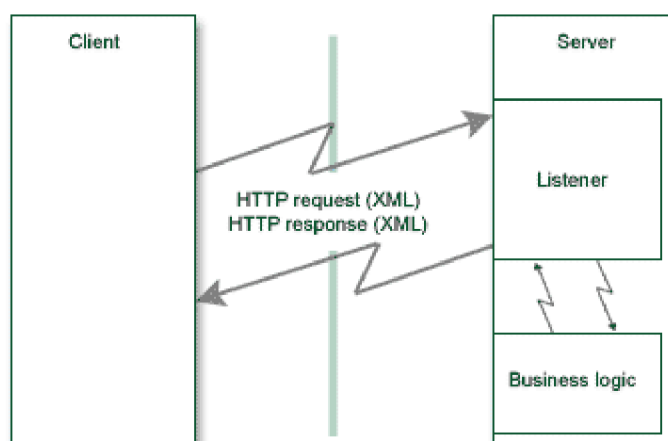 Client
Server
Listener
HTTP request (XML)
HTTP response (XML)
Business logic